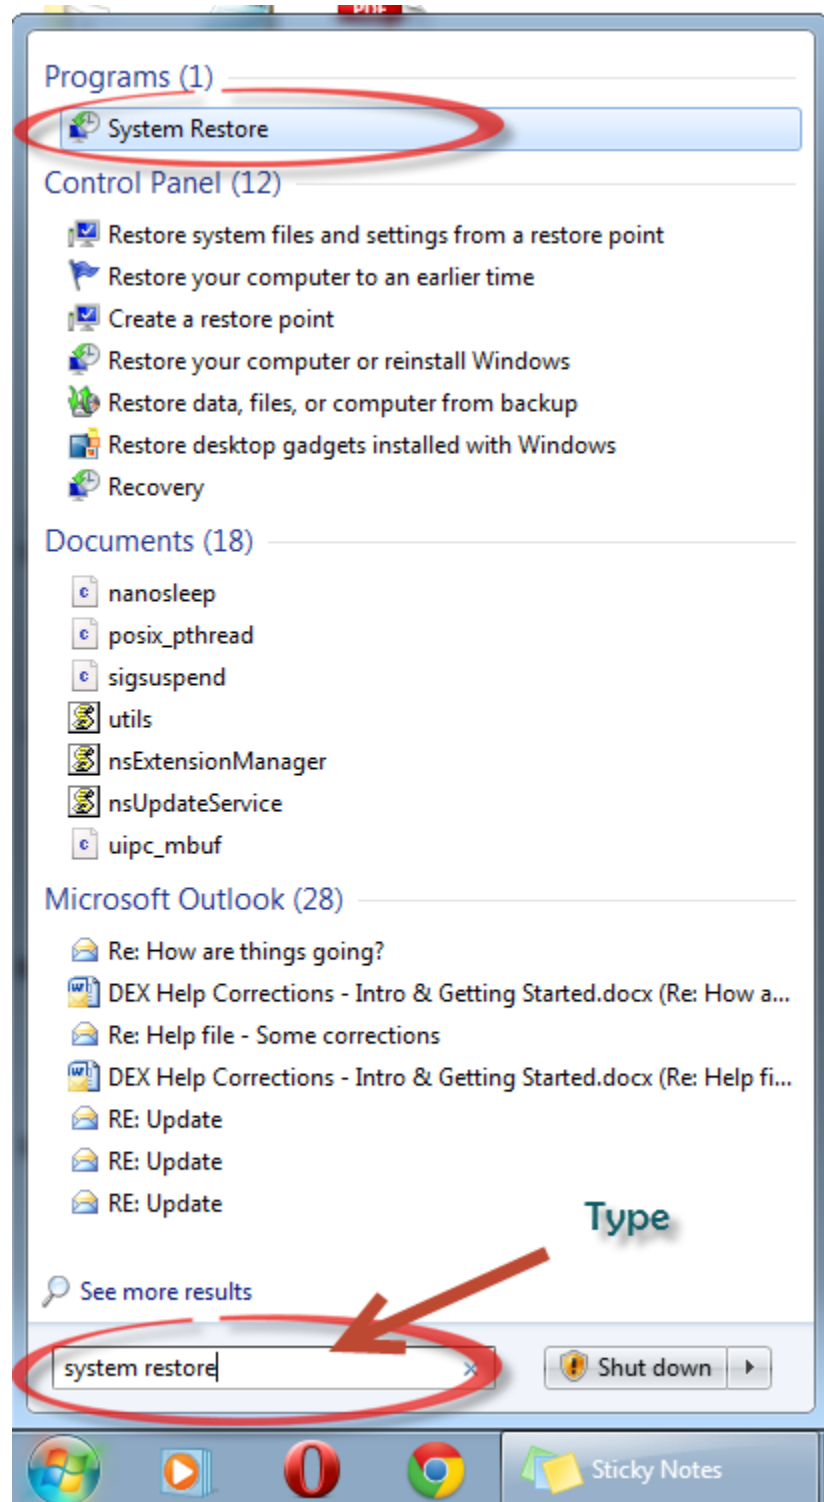 PDF
Programs (1)
System Restore
Control Panel (12)
Restore system files and settings from a restore point
Restore your computer to an earlier time
Create a restore point
Restore your computer or reinstall Windows
Restore data, files, or computer from backup
Restore desktop gadgets installed with Windows
Recovery
Documents (18)
nanosleep
posix_pthread
sigsuspend
utils
nsExtensionManager
nsUpdateService
uipc_mbuf
Microsoft Outlook (28)
Re: How are things going?
DEX Help Corrections - Intro & Getting Started.docx (Re: How a...
Re: Help file - Some corrections
DEX Help Corrections - Intro & Getting Started.docx (Re: Help fi...
RE: Update
RE: Update
RE: Update
Type
See more results
system restore
Shut down
Sticky Notes